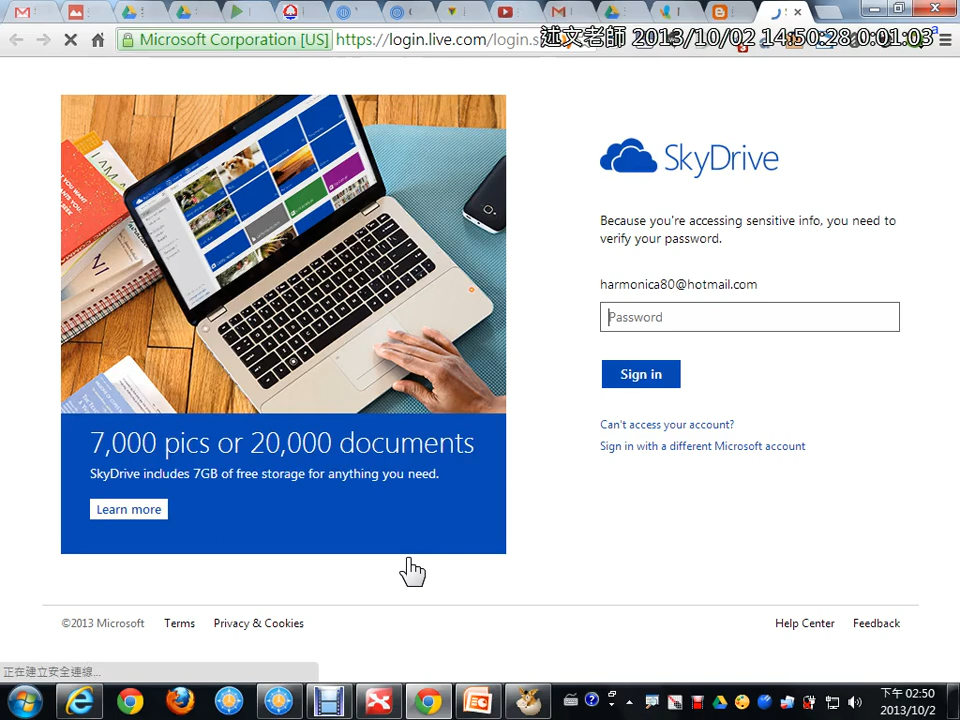 Microsoft Corporation [US] https://login.live.com/login.s
述文老師 2013/10/02 14:50:28 0:01:03
SkyDrive
Because you're accessing sensitive info, you need to
verify your password.
harmonica80@hotmail.com
Password
Sign in
Can't access your account?
Sign in with a different Microsoft account
7,000 pics or 20,000 documents
SkyDrive includes 7GB of free storage for anything you need.
Learn more
©2013 Microsoft Terms Privacy & Cookies Help Center Feedback
正在建立安全連線...
下午 02:50
2013/10/2